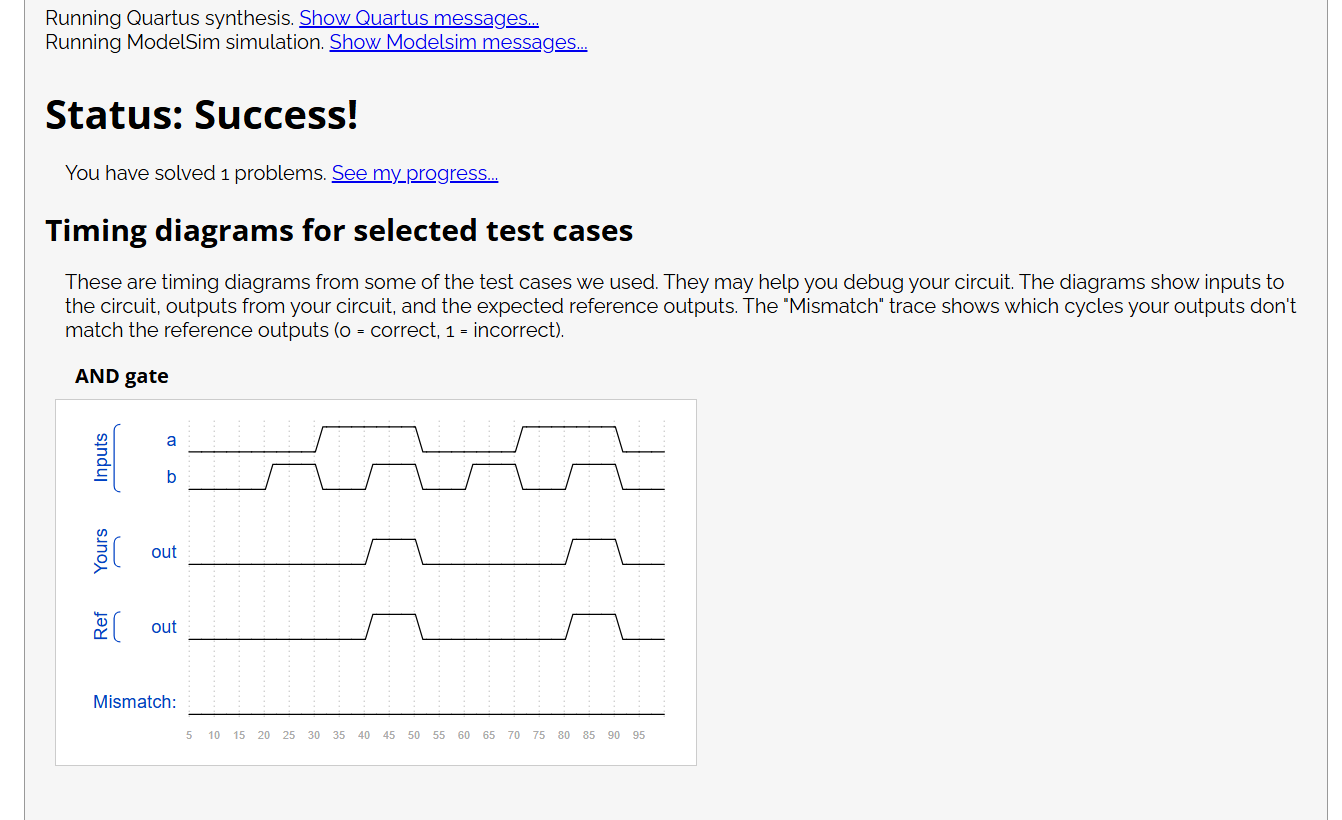 Running Quartus synthesis. Show Quartus messages...
Running ModelSim simulation. Show Modelsim messages...
Status: Success!
You have solved 1 problems. See my progress...
Timing diagrams for selected test cases
These are timing diagrams from some of the test cases we used. They may help you debug your circuit. The diagrams show inputs to
the circuit, outputs from your circuit, and the expected reference outputs. The "Mismatch" trace shows which cycles your outputs don't
match the reference outputs (0 = correct, 1 = incorrect).
AND gate
Inputs
a
b
Yours
out
Ref
out
Mismatch:
5 10 15 20 25 30 35 40 45 50 55 60 65 70 75 80 85 90 95